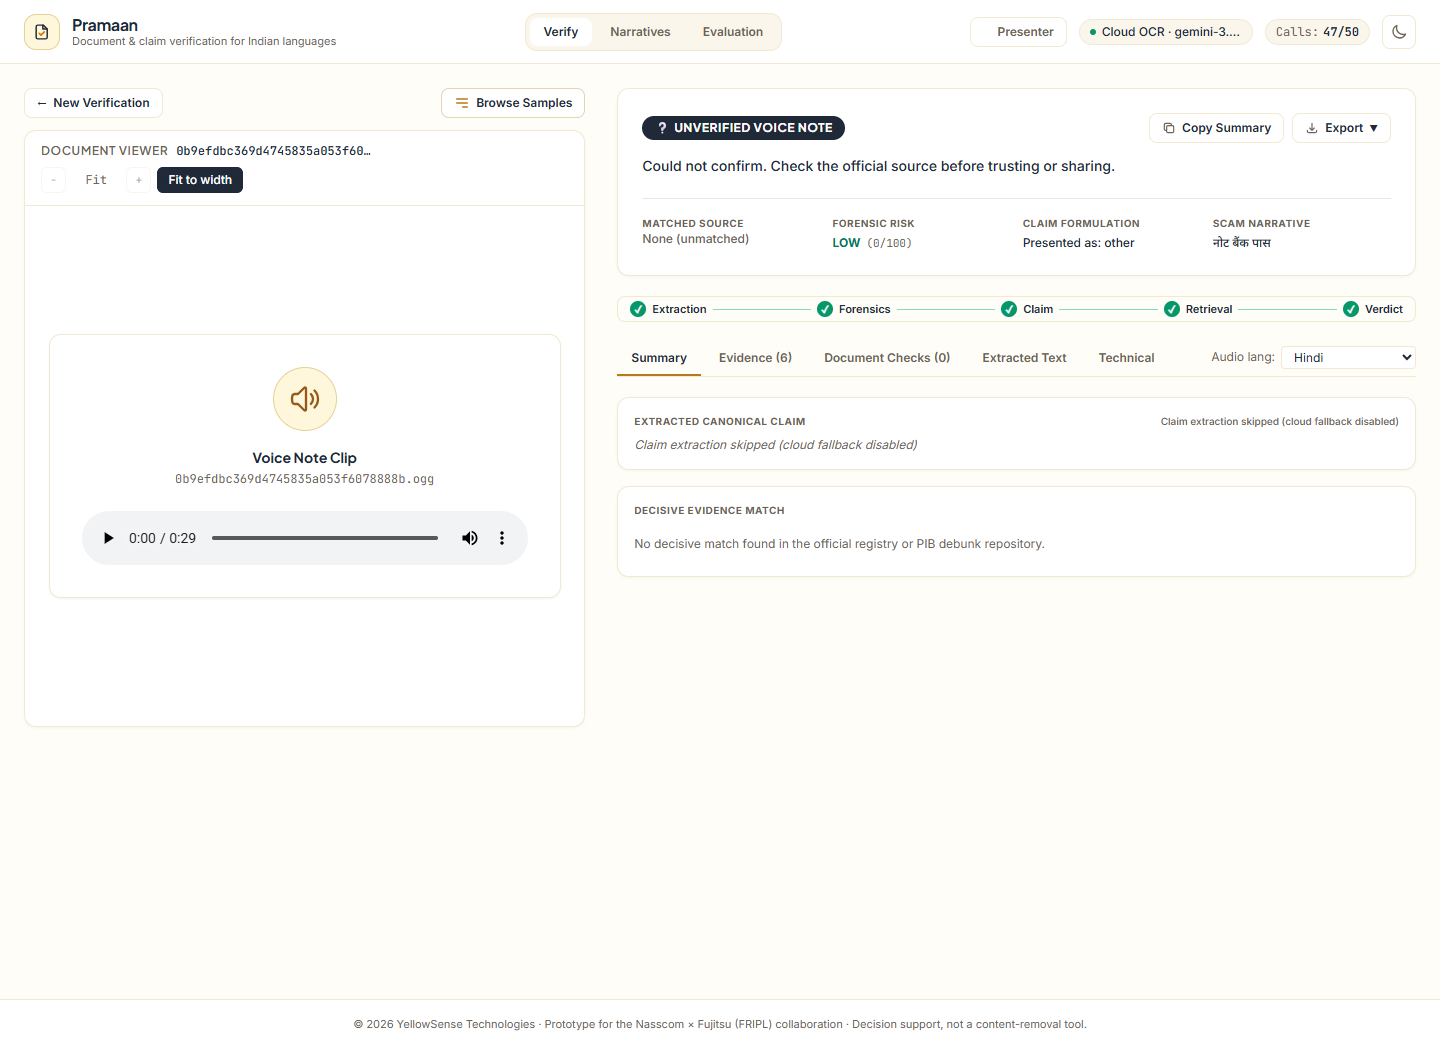 Pramaan
Document & claim verification for Indian languages
Verify
Narratives
Evaluation
Presenter
Cloud OCR · gemini-3....
Calls: 47/50
← New Verification
Browse Samples
DOCUMENT VIEWER 0b9efdbc369d4745835a053f60…
- Fit + Fit to width
Voice Note Clip
0b9efdbc369d4745835a053f6078888b.ogg
0:00 / 0:29
? UNVERIFIED VOICE NOTE
Copy Summary
Export ▼
Could not confirm. Check the official source before trusting or sharing.
MATCHED SOURCE
None (unmatched)
FORENSIC RISK
LOW (0/100)
CLAIM FORMULATION
Presented as: other
SCAM NARRATIVE
नोट बैंक पास
Extraction
Forensics
Claim
Retrieval
Verdict
Summary
Evidence (6)
Document Checks (0)
Extracted Text
Technical
Audio lang: Hindi
EXTRACTED CANONICAL CLAIM
Claim extraction skipped (cloud fallback disabled)
Claim extraction skipped (cloud fallback disabled)
DECISIVE EVIDENCE MATCH
No decisive match found in the official registry or PIB debunk repository.
© 2026 YellowSense Technologies · Prototype for the Nasscom × Fujitsu (FRIPL) collaboration · Decision support, not a content-removal tool.